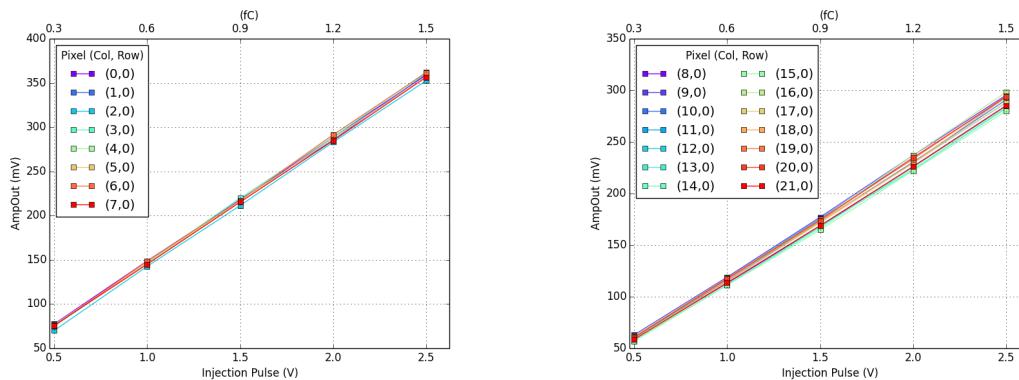 (fC)
0.3 0.6 0.9 1.2 1.5
400
350
300
250
200
150
100
50
AmpOut (mV)
Pixel (Col, Row)
(0,0)
(1,0)
(2,0)
(3,0)
(4,0)
(5,0)
(6,0)
(7,0)
0.5 1.0 1.5 2.0 2.5
Injection Pulse (V)
(fC)
0.3 0.6 0.9 1.2 1.5
350
300
250
200
150
100
50
AmpOut (mV)
Pixel (Col, Row)
(8,0) (15,0)
(9,0) (16,0)
(10,0) (17,0)
(11,0) (18,0)
(12,0) (19,0)
(13,0) (20,0)
(14,0) (21,0)
0.5 1.0 1.5 2.0 2.5
Injection Pulse (V)